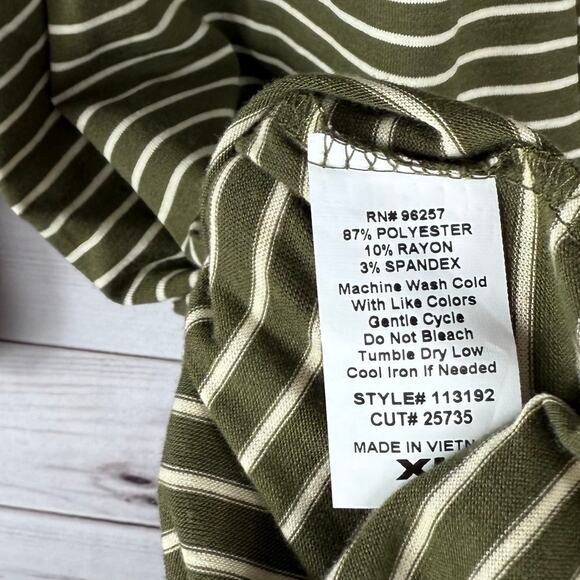 RN# 96257
87% POLYESTER
10% RAYON
3% SPANDEX
Machine Wash Cold
With Like Colors
Gentle Cycle
Do Not Bleach
Tumble Dry Low
Cool Iron If Needed
STYLE# 113192
CUT# 25735
MADE IN